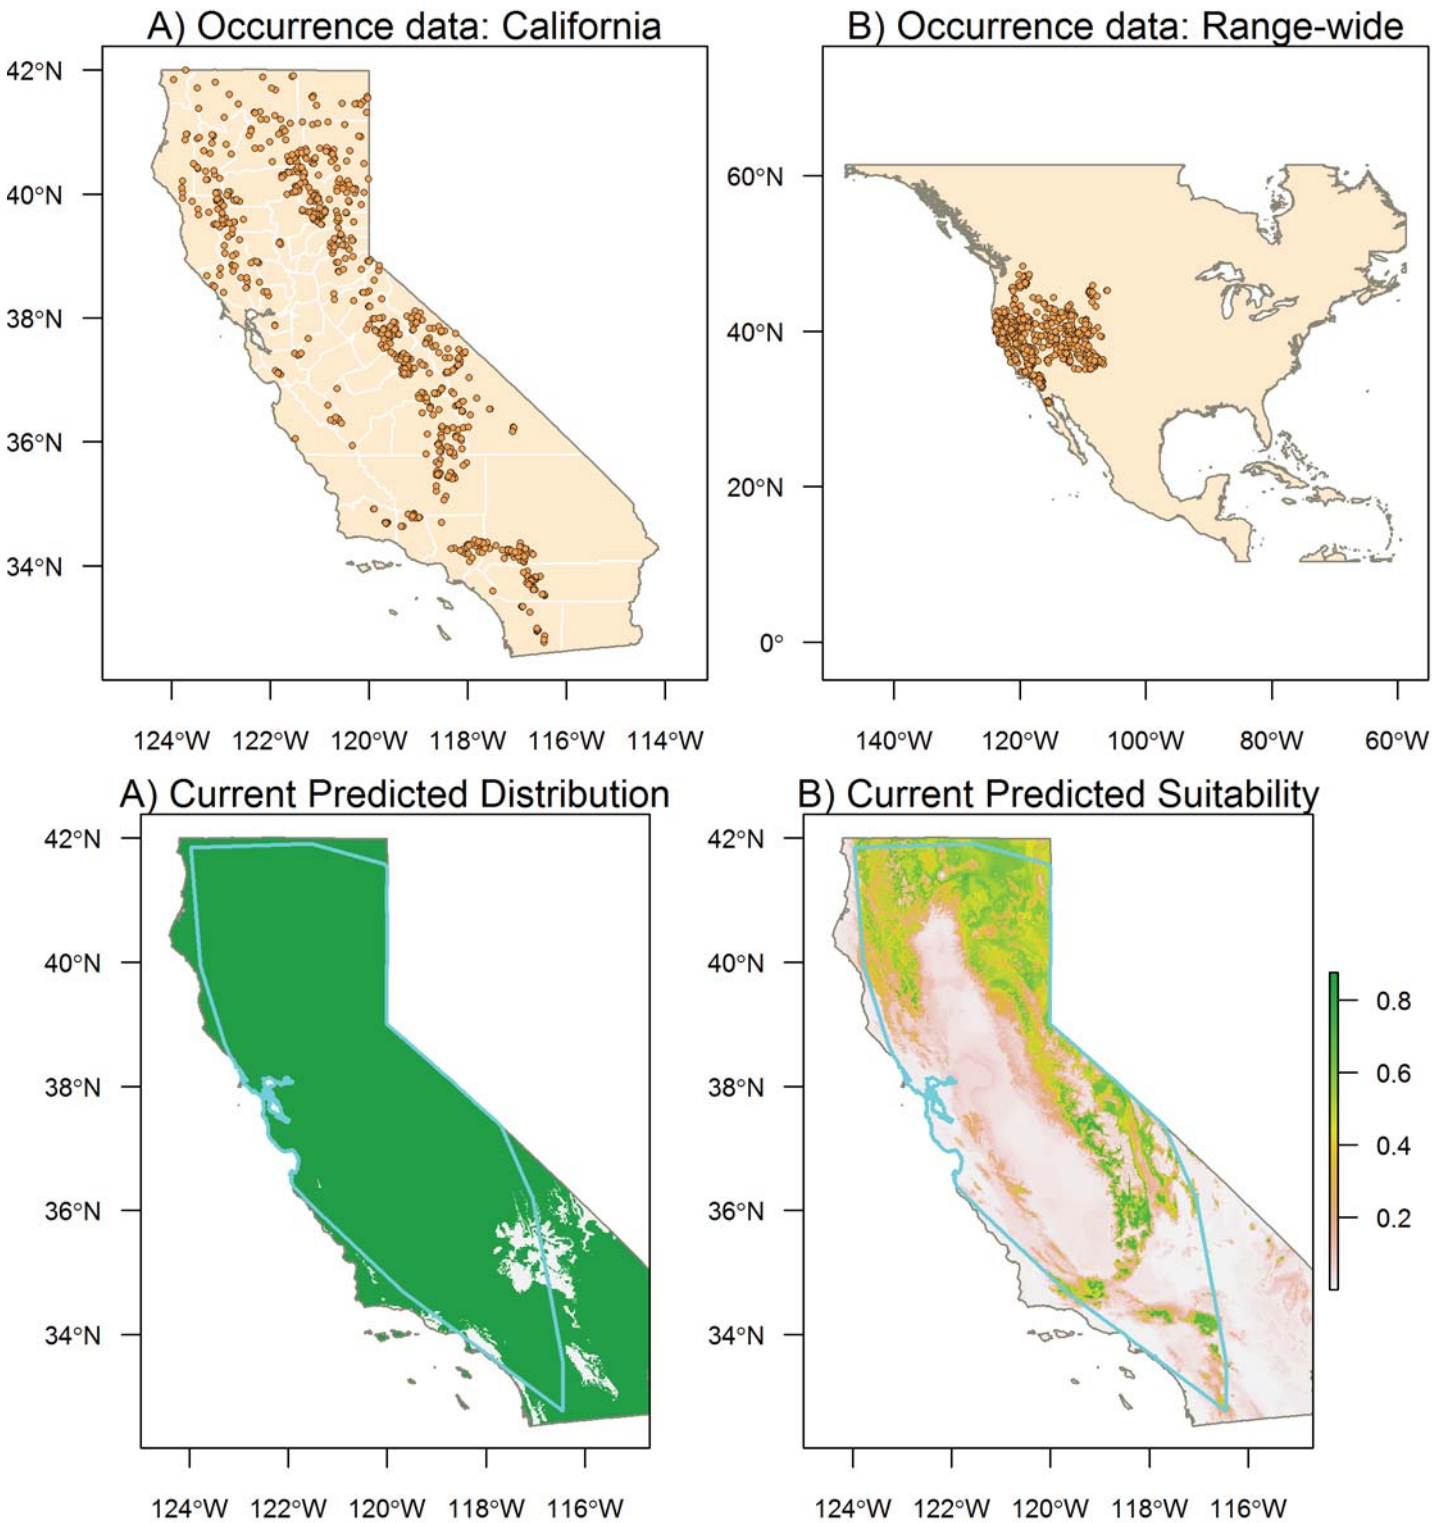 A) Occurrence data: California
B) Occurrence data: Range-wide
42°N
40°N
38°N
36°N
34°N
124°W 122°W 120°W 118°W 116°W 114°W
60°N
40°N
20°N
0°
140°W 120°W 100°W 80°W 60°W
A) Current Predicted Distribution
B) Current Predicted Suitability
42°N
40°N
38°N
36°N
34°N
124°W 122°W 120°W 118°W 116°W
42°N
40°N
38°N
36°N
34°N
124°W 122°W 120°W 118°W 116°W
0.8
0.6
0.4
0.2